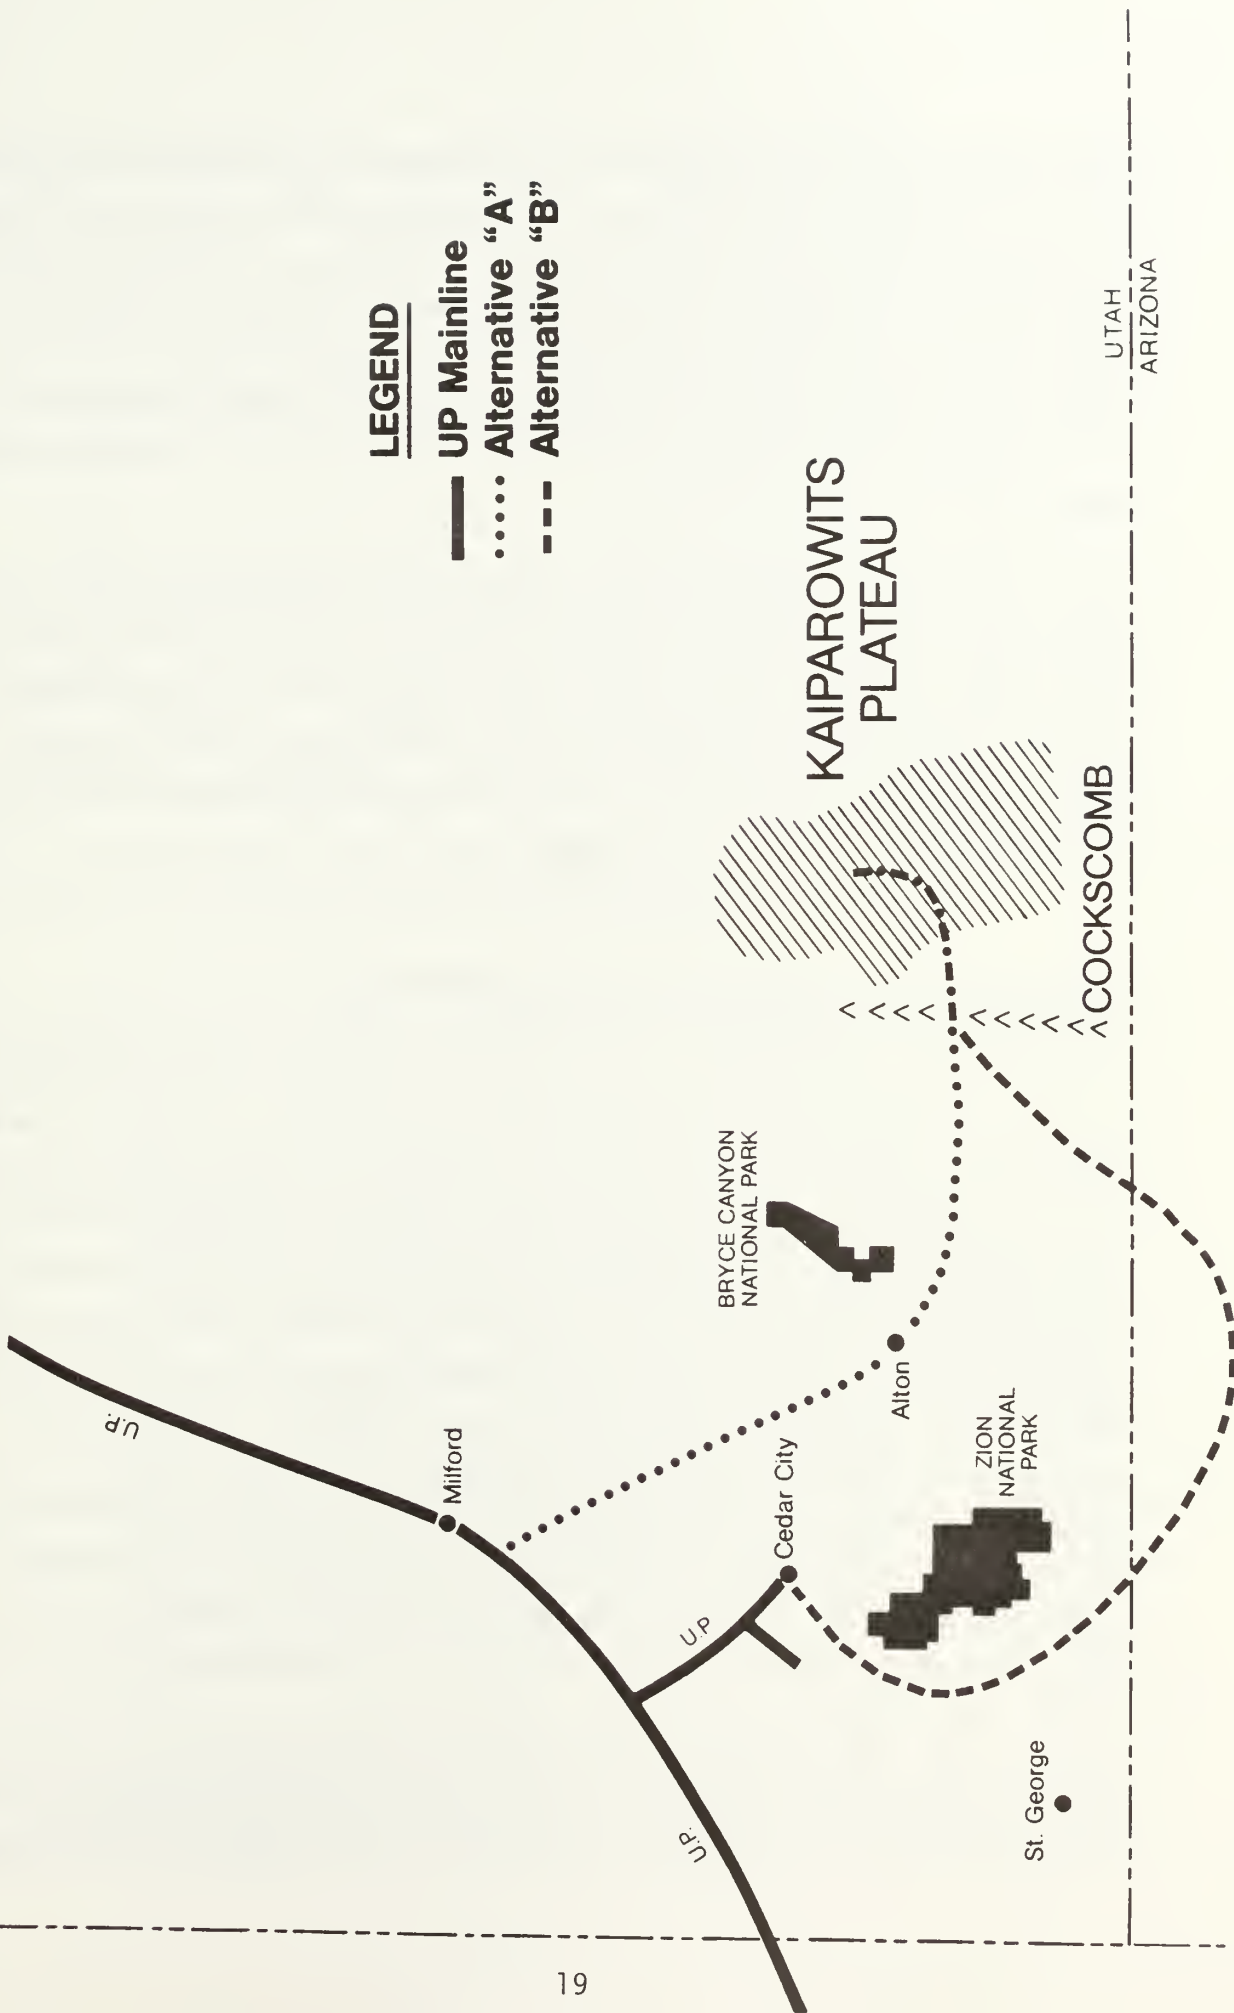 LEGEND
UP Mainline
Alternative “A”
Alternative “B”
U.P.
Milford
U.P
Cedar City
U.P.
Alton
BRYCE CANYON
NATIONAL PARK
ZION
NATIONAL
PARK
St. George
KAIPAROWITS
PLATEAU
COCKSCOMB
UTAH
ARIZONA
19